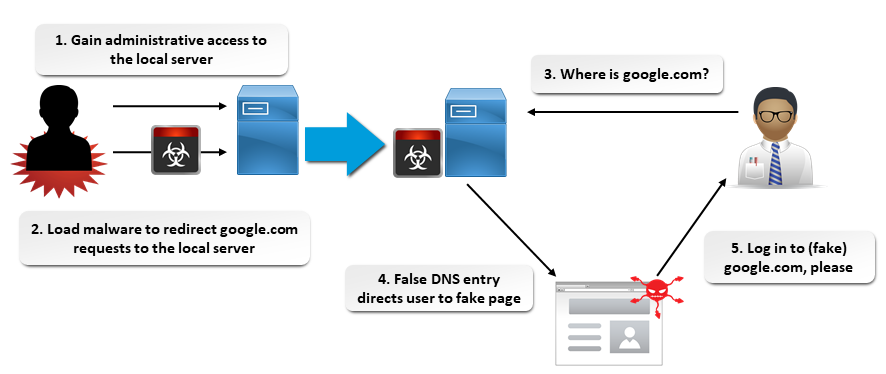 1. Gain administrative access to
the local server
2. Load malware to redirect google.com
requests to the local server
3. Where is google.com?
4. False DNS entry
directs user to fake page
5. Log in to (fake)
google.com, please